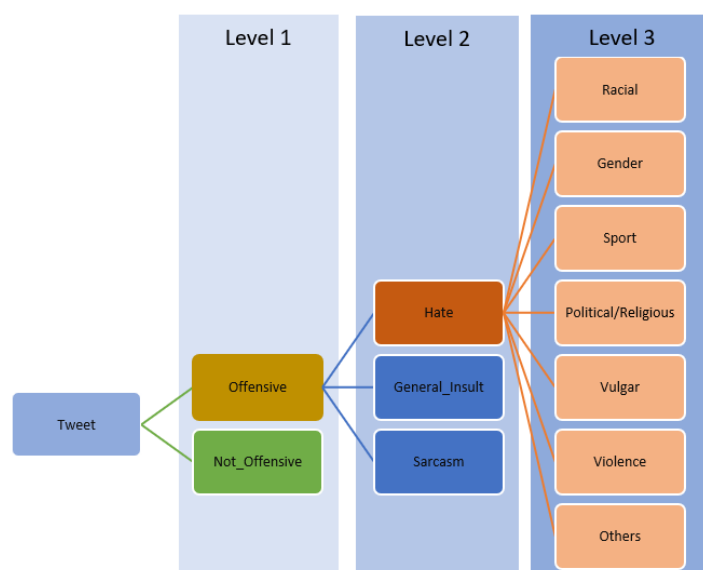 Level 1
Level 2
Level 3
Racial
Gender
Sport
Hate
Political/Religious
Offensive
General_Insult
Vulgar
Tweet
Not_Offensive
Sarcasm
Violence
Others